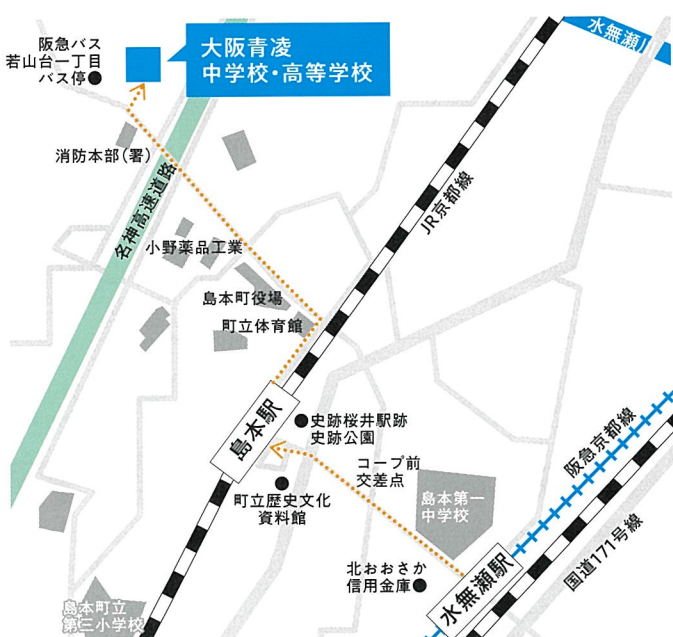 阪急バス
若山台一丁目
バス停●
大阪青凌
中学校・高等学校
水無瀬川
消防本部(署)
名神高速道路
JR京都線
小野薬品工業
島本町役場
町立体育館
島本駅
●史跡桜井駅跡
史跡公園
コープ前
交差点
町立歴史文化
資料館
島本第一
中学校
阪急京都線
国道171号線
北おおさか
信用金庫●
水無瀬駅
島本町立
第三小学校